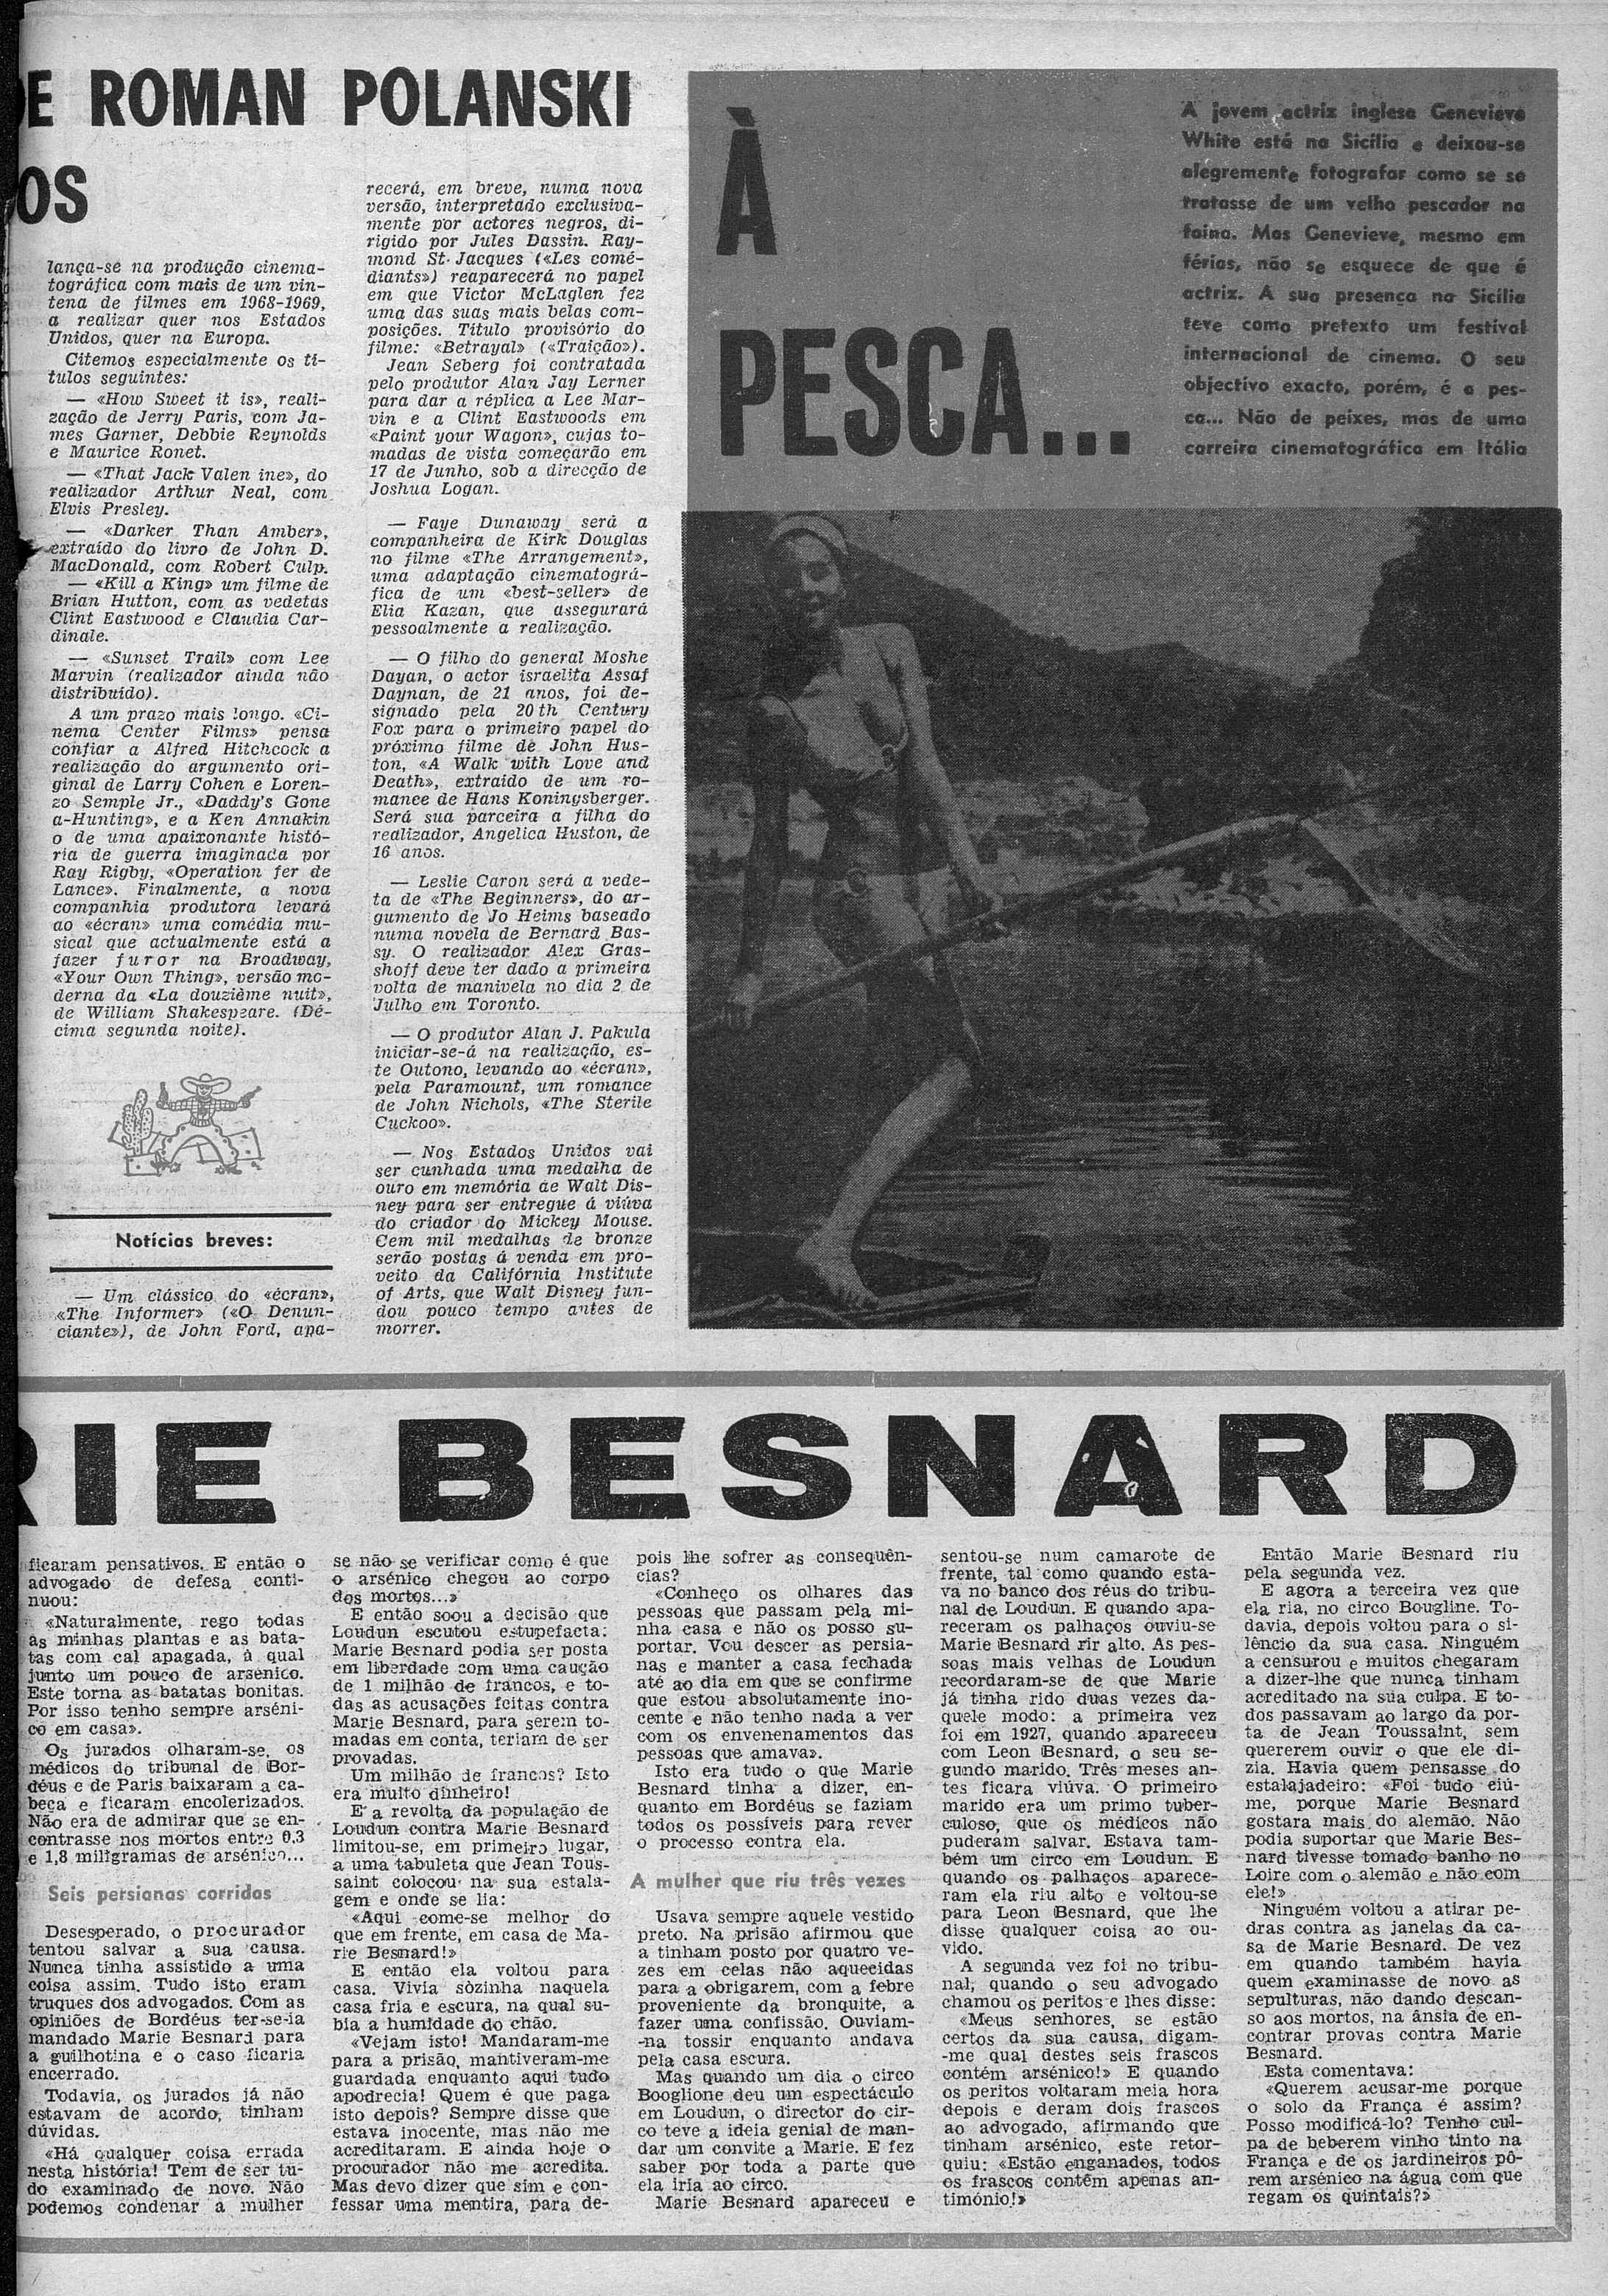 E ROMAN POLANSKI
OS
lança-se na produção cinema-
tográfica com mais de um vin-
tena de filmes em 1968-1969,
a realizar quer nos Estados
Unidos, quer na Europa.
Citemos especialmente os tí-
tulos seguintes:
— «How Sweet it is», reali-
zação de Jerry Paris, com Ja-
mes Garner, Debbie Reynolds
e Maurice Ronet.
— «That Jack Valen ine», do
realizador Arthur Neal, com
Elvis Presley.
— «Darker Than Amber»,
extraído do livro de John D.
MacDonald, com Robert Culp.
— «Kill a King» um filme de
Brian Hutton, com as vedetas
Clint Eastwood e Claudia Car-
dinale.
— «Sunset Trail» com Lee
Marvin (realizador ainda não
distribuído).
A um prazo mais longo. «Ci-
nema Center Films» pensa
confiar a Alfred Hitchcock a
realização do argumento ori-
ginal de Larry Cohen e Loren-
zo Semple Jr., «Daddy's Gone
a-Hunting», e a Ken Annakin
o de uma apaixonante histó-
ria de guerra imaginada por
Ray Rigby, «Operation fer de
Lance». Finalmente, a nova
companhia produtora levará
ao «écran» uma comédia mu-
sical que actualmente está a
fazer furor na Broadway,
«Your Own Thing», versão mo-
derna da «La douzième nuit»,
de William Shakespeare. (Dé-
cima segunda noite).
Notícias breves:
— Um clássico do «écran»,
«The Informer» («O Denun-
ciante»), de John Ford, apa-
recerá, em breve, numa nova
versão, interpretado exclusiva-
mente por actores negros, di-
rigido por Jules Dassin. Ray-
mond St. Jacques («Les comé-
diants») reaparecerá no papel
em que Victor McLaglen fez
uma das suas mais belas com-
posições. Título provisório do
filme: «Betrayal» («Traição»).
Jean Seberg foi contratada
pelo produtor Alan Jay Lerner
para dar a réplica a Lee Mar-
vin e a Clint Eastwoods em
«Paint your Wagon», cujas to-
madas de vista começarão em
17 de Junho, sob a direcção de
Joshua Logan.
— Faye Dunaway será a
companheira de Kirk Douglas
no filme «The Arrangement»,
uma adaptação cinematográ-
fica de um «best-seller» de
Elia Kazan, que assegurará
pessoalmente a realização.
— O filho do general Moshe
Dayan, o actor israelita Assaf
Daynan, de 21 anos, foi de-
signado pela 20 th Century
Fox para o primeiro papel do
próximo filme de John Hus-
ton, «A Walk with Love and
Death», extraído de um ro-
mance de Hans Koningsberger.
Será sua parceira a filha do
realizador, Angelica Huston, de
16 anos.
— Leslie Caron será a vede-
ta de «The Beginners», do ar-
gumento de Jo Heims baseado
numa novela de Bernard Bas-
sy. O realizador Alex Gras-
shoff deve ter dado a primeira
volta de manivela no dia 2 de
Julho em Toronto.
— O produtor Alan J. Pakula
iniciar-se-á na realização, es-
te Outono, levando ao «écran»,
pela Paramount, um romance
de John Nichols, «The Sterile
Cuckoo».
— Nos Estados Unidos vai
ser cunhada uma medalha de
ouro em memória de Walt Dis-
ney para ser entregue á viúva
do criador do Mickey Mouse.
Cem mil medalhas de bronze
serão postas á venda em pro-
veito da Califórnia Institute
of Arts, que Walt Disney fun-
dou pouco tempo antes de
morrer.
À
PESCA...
A jovem actriz inglesa Genevieve
White está na Sicília e deixou-se
alegremente fotografar como se se
tratasse de um velho pescador na
faina. Mas Genevieve, mesmo em
férias, não se esquece de que é
actriz. A sua presença na Sicília
teve como pretexto um festival
internacional de cinema. O seu
objectivo exacto, porém, é a pes-
ca... Não de peixes, mas de uma
carreira cinematográfica em Itália
RIE BESNARD
ficaram pensativos. E então o
advogado de defesa conti-
nuou:
«Naturalmente, rego todas
as minhas plantas e as bata-
tas com cal apagada, à qual
junto um pouco de arsénico.
Este torna as batatas bonitas.
Por isso tenho sempre arséni-
co em casa».
Os jurados olharam-se, os
médicos do tribunal de Bor-
déus e de Paris baixaram a ca-
beça e ficaram encolerizados.
Não era de admirar que se en-
contrasse nos mortos entre 0,3
e 1,8 miligramas de arsénico...
Seis persianas corridas
Desesperado, o procurador
tentou salvar a sua causa.
Nunca tinha assistido a uma
coisa assim. Tudo isto eram
truques dos advogados. Com as
opiniões de Bordéus ter-se-ia
mandado Marie Besnard para
a guilhotina e o caso ficaria
encerrado.
Todavia, os jurados já não
estavam de acordo, tinham
dúvidas.
«Há qualquer coisa errada
nesta história! Tem de ser tu-
do examinado de novo. Não
podemos condenar a mulher
se não se verificar como é que
o arsénico chegou ao corpo
dos mortos...»
E então soou a decisão que
Loudun escutou estupefacta:
Marie Besnard podia ser posta
em liberdade com uma caução
de 1 milhão de francos, e to-
das as acusações feitas contra
Marie Besnard, para serem to-
madas em conta, teriam de ser
provadas.
Um milhão de francos? Isto
era muito dinheiro!
E a revolta da população de
Loudun contra Marie Besnard
limitou-se, em primeiro lugar,
a uma tabuleta que Jean Tous-
saint colocou na sua estala-
gem e onde se lia:
«Aqui come-se melhor do
que em frente, em casa de Ma-
rie Besnard!»
E então ela voltou para
casa. Vivia sòzinha naquela
casa fria e escura, na qual su-
bia a humidade do chão.
«Vejam isto! Mandaram-me
para a prisão, mantiveram-me
guardada enquanto aqui tudo
apodrecia! Quem é que paga
isto depois? Sempre disse que
estava inocente, mas não me
acreditaram. E ainda hoje o
procurador não me acredita.
Mas devo dizer que sim e con-
fessar uma mentira, para de-
pois lhe sofrer as consequên-
cias?
«Conheço os olhares das
pessoas que passam pela mi-
nha casa e não os posso su-
portar. Vou descer as persia-
nas e manter a casa fechada
até ao dia em que se confirme
que estou absolutamente ino-
cente e não tenho nada a ver
com os envenenamentos das
pessoas que amava».
Isto era tudo o que Marie
Besnard tinha a dizer, en-
quanto em Bordéus se faziam
todos os possíveis para rever
o processo contra ela.
A mulher que riu três vezes
Usava sempre aquele vestido
preto. Na prisão afirmou que
a tinham posto por quatro ve-
zes em celas não aquecidas
para a obrigarem, com a febre
proveniente da bronquite, a
fazer uma confissão. Ouviam-
-na tossir enquanto andava
pela casa escura.
Mas quando um dia o circo
Booglione deu um espectáculo
em Loudun, o director do cir-
co teve a ideia genial de man-
dar um convite a Marie. E fez
saber por toda a parte que
ela iria ao circo.
Marie Besnard apareceu e
sentou-se num camarote de
frente, tal como quando esta-
va no banco dos réus do tribu-
nal de Loudun. E quando apa-
receram os palhaços ouviu-se
Marie Besnard rir alto. As pes-
soas mais velhas de Loudun
recordaram-se de que Marie
já tinha rido duas vezes da-
quele modo: a primeira vez
foi em 1927, quando apareceu
com Leon Besnard, o seu se-
gundo marido. Três meses an-
tes ficara viúva. O primeiro
marido era um primo tuber-
culoso, que os médicos não
puderam salvar. Estava tam-
bém um circo em Loudun. E
quando os palhaços aparece-
ram ela riu alto e voltou-se
para Leon Besnard, que lhe
disse qualquer coisa ao ou-
vido.
A segunda vez foi no tribu-
nal, quando o seu advogado
chamou os peritos e lhes disse:
«Meus senhores, se estão
certos da sua causa, digam-
-me qual destes seis frascos
contém arsénico!» E quando
os peritos voltaram meia hora
depois e deram dois frascos
ao advogado, afirmando que
tinham arsénico, este retor-
quiu: «Estão enganados, todos
os frascos contêm apenas an-
timónio!»
Então Marie Besnard riu
pela segunda vez.
E agora a terceira vez que
ela ria, no circo Bougline. To-
davia, depois voltou para o si-
lêncio da sua casa. Ninguém
a censurou e muitos chegaram
a dizer-lhe que nunca tinham
acreditado na sua culpa. E to-
dos passavam ao largo da por-
ta de Jean Toussaint, sem
quererem ouvir o que ele di-
zia. Havia quem pensasse do
estalajadeiro: «Foi tudo ciú-
me, porque Marie Besnard
gostara mais do alemão. Não
podia suportar que Marie Bes-
nard tivesse tomado banho no
Loire com o alemão e não com
ele!»
Ninguém voltou a atirar pe-
dras contra as janelas da ca-
sa de Marie Besnard. De vez
em quando também havia
quem examinasse de novo as
sepulturas, não dando descan-
so aos mortos, na ânsia de en-
contrar provas contra Marie
Besnard.
Esta comentava:
«Querem acusar-me porque
o solo da França é assim?
Posso modificá-lo? Tenho cul-
pa de beberem vinho tinto na
França e de os jardineiros pô-
rem arsénico na água com que
regam os quintais?»